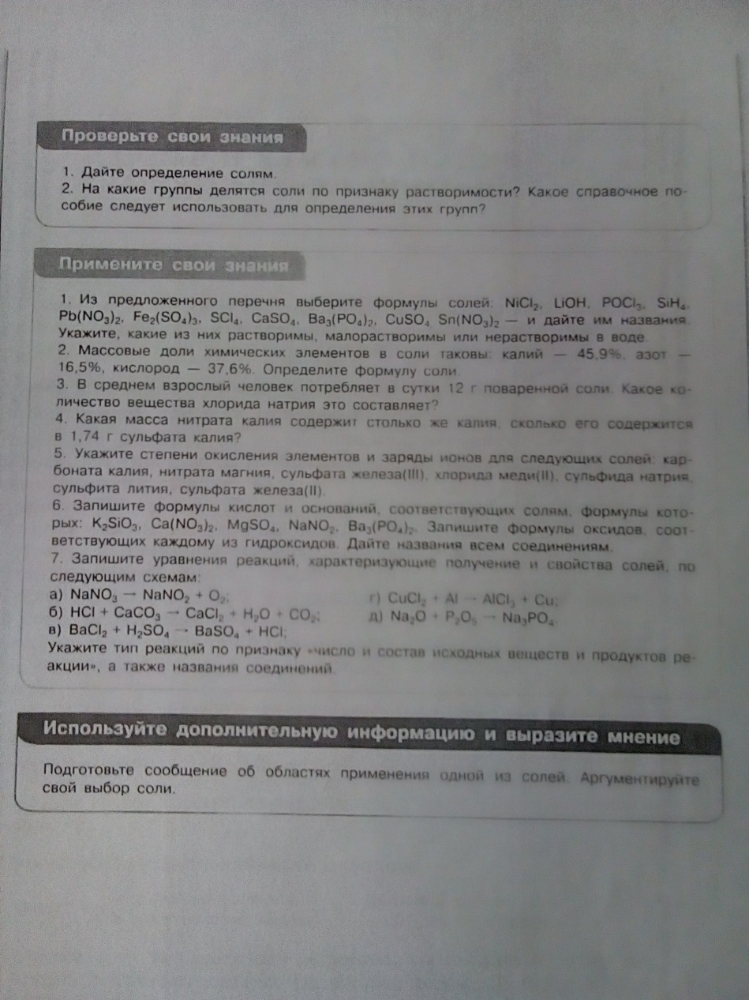 Проверьте свои знания
1. Дайте определение солям.
2. На какие группы делятся соли по признаку растворимости? Какое справочное по-
собие следует использовать для определения этих групп?
Примените свои знания
1. Из предложенного перечня выберите формулы солей: NiCl₂, LiOH, POCl₃, SiH₄,
Pb(NO₃)₂, Fe₂(SO₄)₃, SCl₄, CaSO₄, Ba₃(PO₄)₂, CuSO₄, Sn(NO₃)₂ — и дайте им названия.
Укажите, какие из них растворимы, малорастворимы или нерастворимы в воде.
2. Массовые доли химических элементов в соли таковы: калий — 45,9%, азот —
16,5%, кислород — 37,6%. Определите формулу соли.
3. В среднем взрослый человек потребляет в сутки 12 г поваренной соли. Какое ко-
личество вещества хлорида натрия это составляет?
4. Какая масса нитрата калия содержит столько же калия, сколько его содержится
в 1,74 г сульфата калия?
5. Укажите степени окисления элементов и заряды ионов для следующих солей: кар-
боната калия, нитрата магния, сульфата железа(III), хлорида меди(II), сульфида натрия,
сульфита лития, сульфата железа(II).
6. Запишите формулы кислот и оснований, соответствующих солям, формулы кото-
рых: K₂SiO₃, Ca(NO₃)₂, MgSO₄, NaNO₂, Ba₃(PO₄)₂. Запишите формулы оксидов, соот-
ветствующих каждому из гидроксидов. Дайте названия всем соединениям.
7. Запишите уравнения реакций, характеризующие получение и свойства солей, по
следующим схемам:
а) NaNO₃ → NaNO₂ + O₂; г) CuCl₂ + Al → AlCl₃ + Cu;
б) HCl + CaCO₃ → CaCl₂ + H₂O + CO₂; д) Na₂O + P₂O₅ → Na₃PO₄.
в) BaCl₂ + H₂SO₄ → BaSO₄ + HCl;
Укажите тип реакций по признаку «число и состав исходных веществ и продуктов ре-
акции», а также названия соединений.
Используйте дополнительную информацию и выразите мнение
Подготовьте сообщение об областях применения одной из солей. Аргументируйте
свой выбор соли.